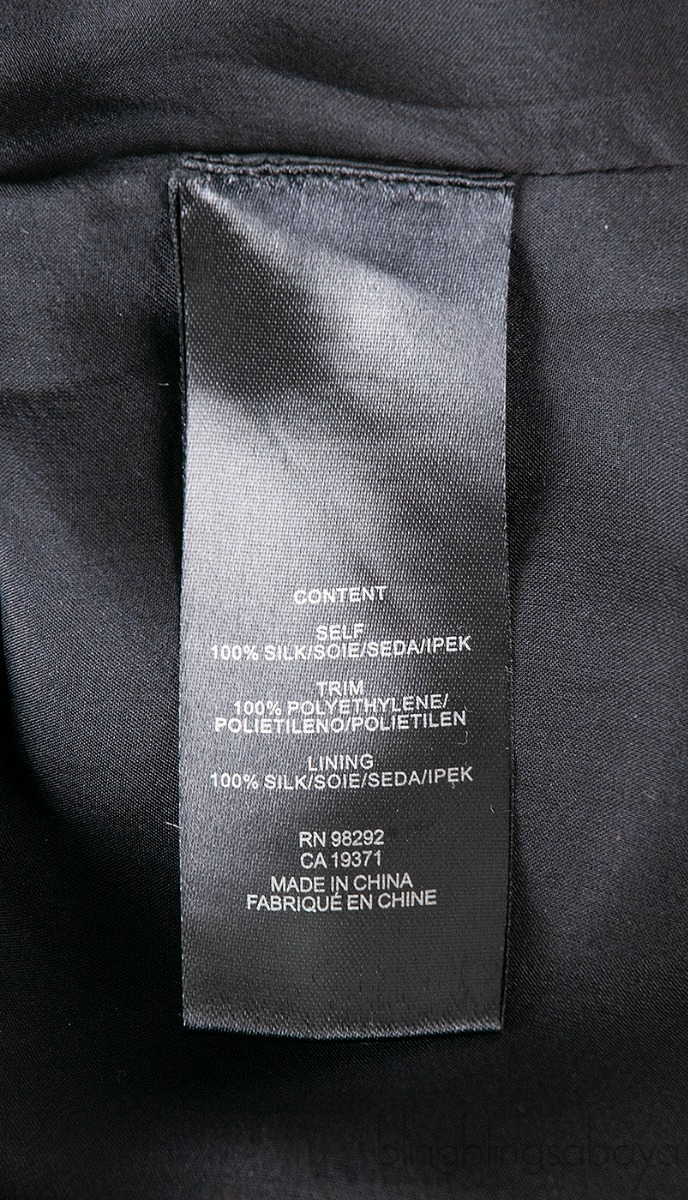 CONTENT
SELF
100% SILK/SOIE/SEDA/IPEK
TRIM
100% POLYETHYLENE/
POLIETILENO/POLIETILEN
LINING
100% SILK/SOIE/SEDA/IPEK
RN 98292
CA 19371
MADE IN CHINA
FABRIQUÉ EN CHINE
blingblingsabaya